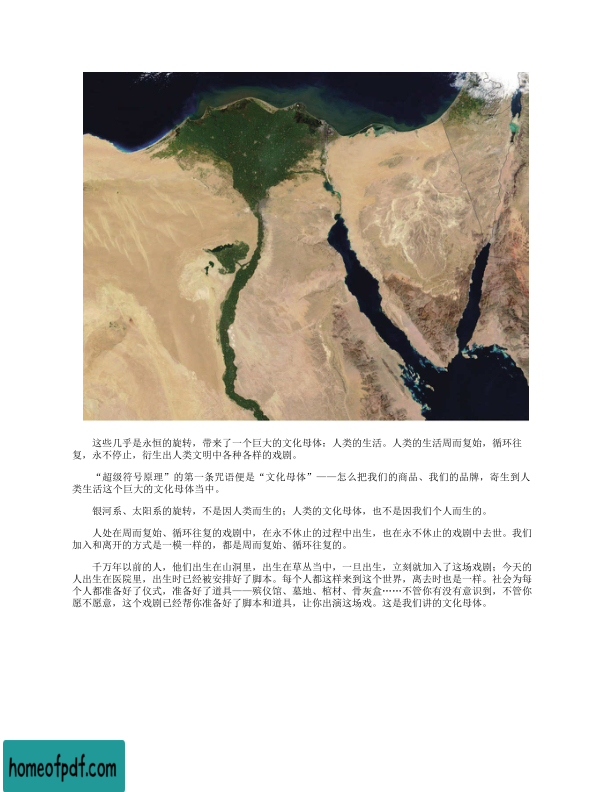 这些几乎是永恒的旋转，带来了一个巨大的文化母体：人类的生活。人类的生活周而复始，循环往
复，永不停止，衍生出人类文明中各种各样的戏剧。
“超级符号原理”的第一条咒语便是“文化母体”——怎么把我们的商品、我们的品牌，寄生到人
类生活这个巨大的文化母体当中。
银河系、太阳系的旋转，不是因人类而生的；人类的文化母体，也不是因我们个人而生的。
人处在周而复始、循环往复的戏剧中，在永不休止的过程中出生，也在永不休止的戏剧中去世。我们
加入和离开的方式是一模一样的，都是周而复始、循环往复的。
千万年以前的人，他们出生在山洞里，出生在草丛当中，一旦出生，立刻就加入了这场戏剧；今天的
人出生在医院里，出生时已经被安排好了脚本。每个人都这样来到这个世界，离去时也是一样。社会为每
个人都准备好了仪式，准备好了道具——殡仪馆、墓地、棺材、骨灰盒……不管你有没有意识到，不管你
愿不愿意，这个戏剧已经帮你准备好了脚本和道具，让你出演这场戏。这是我们讲的文化母体。
homeofpdf.com